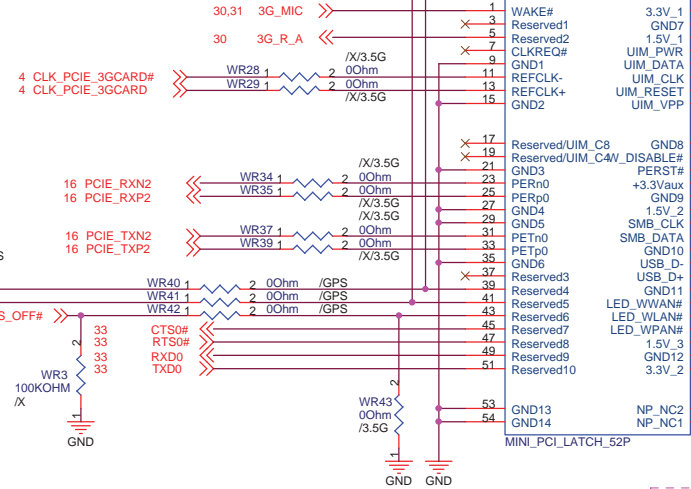 30,31 3G_MIC 1 WAKE# 3.3V_1
3 Reserved1 GND7
30 3G_R_A 5 Reserved2 1.5V_1
7 CLKREQ# UIM_PWR
/X/3.5G 9 GND1 UIM_DATA
4 CLK_PCIE_3GCARD# WR28 1 2 0Ohm 11 REFCLK- UIM_CLK
4 CLK_PCIE_3GCARD WR29 1 2 0Ohm 13 REFCLK+ UIM_RESET
/X/3.5G 15 GND2 UIM_VPP
17 Reserved/UIM_C8 GND8
19 Reserved/UIM_C4 W_DISABLE#
/X/3.5G 21 GND3 PERST#
16 PCIE_RXN2 WR34 1 2 0Ohm 23 PERn0 +3.3Vaux
16 PCIE_RXP2 WR35 1 2 0Ohm 25 PERp0 GND9
/X/3.5G 27 GND4 1.5V_2
/X/3.5G 29 GND5 SMB_CLK
16 PCIE_TXN2 WR37 1 2 0Ohm 31 PETn0 SMB_DATA
16 PCIE_TXP2 WR39 1 2 0Ohm 33 PETp0 GND10
/X/3.5G 35 GND6 USB_D-
S
37 Reserved3 USB_D+
WR40 1 2 0Ohm /GPS 39 Reserved4 GND11
WR41 1 2 0Ohm /GPS 41 Reserved5 LED_WWAN#
S_OFF# WR42 1 2 0Ohm /GPS 43 Reserved6 LED_WLAN#
33 CTS0# 45 Reserved7 LED_WPAN#
33 RTS0# 47 Reserved8 1.5V_3
33 RXD0 49 Reserved9 GND12
33 TXD0 51 Reserved10 3.3V_2
2
WR3
100KOHM
/X
1
GND
2
WR43
0Ohm
/3.5G
1
GND
GND
53 GND13 NP_NC2
54 GND14 NP_NC1
MINI_PCI_LATCH_52P